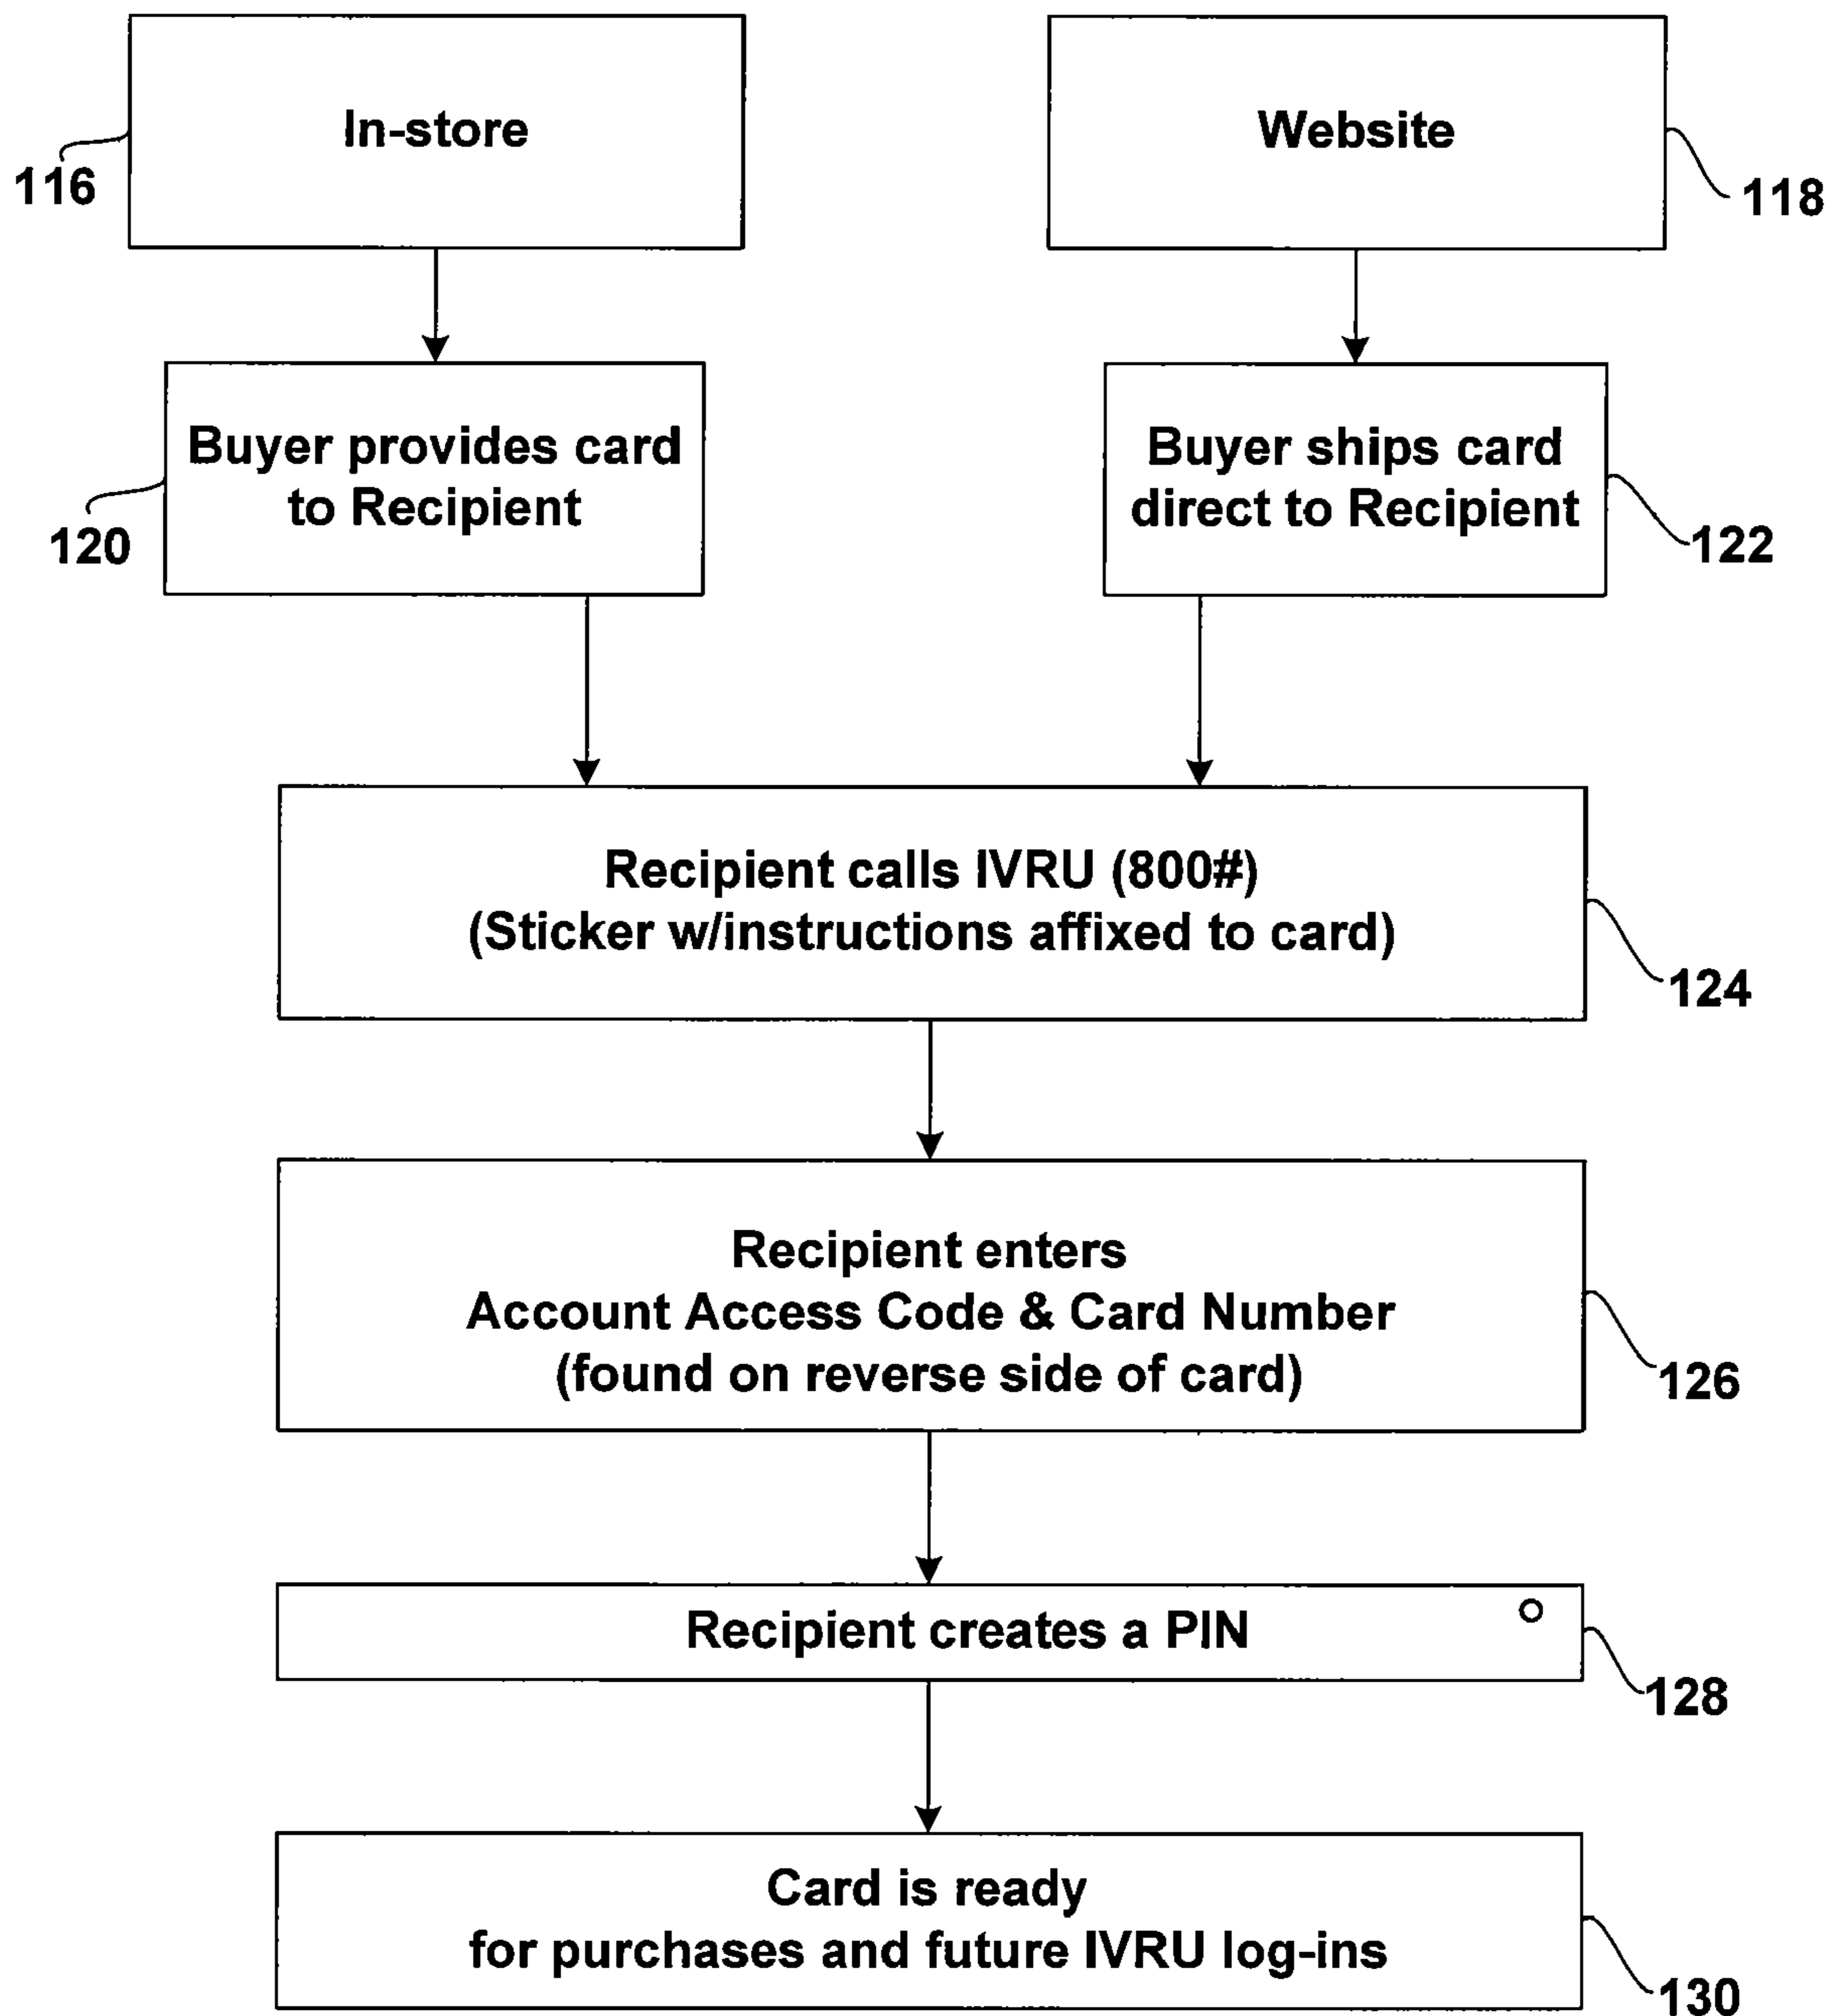 In-store
Website
116
118
Buyer provides card
to Recipient
Buyer ships card
direct to Recipient
120
122
Recipient calls IVRU (800#)
(Sticker w/instructions affixed to card)
124
Recipient enters
Account Access Code & Card Number
(found on reverse side of card)
126
Recipient creates a PIN
128
Card is ready
for purchases and future IVRU log-ins
130